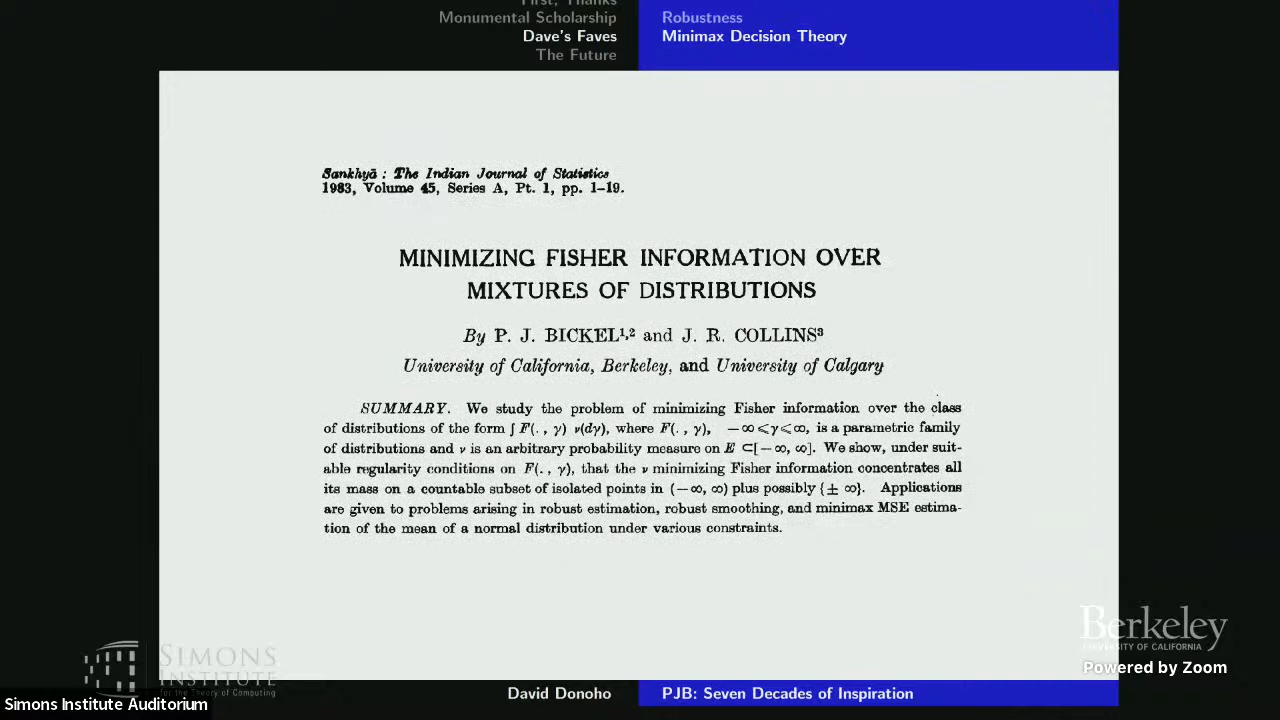 First, Thanks
Monumental Scholarship
Dave's Faves
The Future
Robustness
Minimax Decision Theory
Sankhyā : The Indian Journal of Statistics
1983, Volume 45, Series A, Pt. 1, pp. 1–19.
MINIMIZING FISHER INFORMATION OVER
MIXTURES OF DISTRIBUTIONS
By P. J. BICKEL¹,² and J. R. COLLINS³
University of California, Berkeley, and University of Calgary
SUMMARY. We study the problem of minimizing Fisher information over the class
of distributions of the form ∫ F(. , γ) ν(dγ), where F(. , γ), −∞<γ<∞, is a parametric family
of distributions and ν is an arbitrary probability measure on E ⊂[−∞, ∞]. We show, under suit-
able regularity conditions on F(. , γ), that the ν minimizing Fisher information concentrates all
its mass on a countable subset of isolated points in (−∞, ∞) plus possibly {± ∞}. Applications
are given to problems arising in robust estimation, robust smoothing, and minimax MSE estima-
tion of the mean of a normal distribution under various constraints.
SIMONS
INSTITUTE
for the Theory of Computing
Berkeley
UNIVERSITY OF CALIFORNIA
Powered by Zoom
David Donoho
PJB: Seven Decades of Inspiration
Simons Institute Auditorium